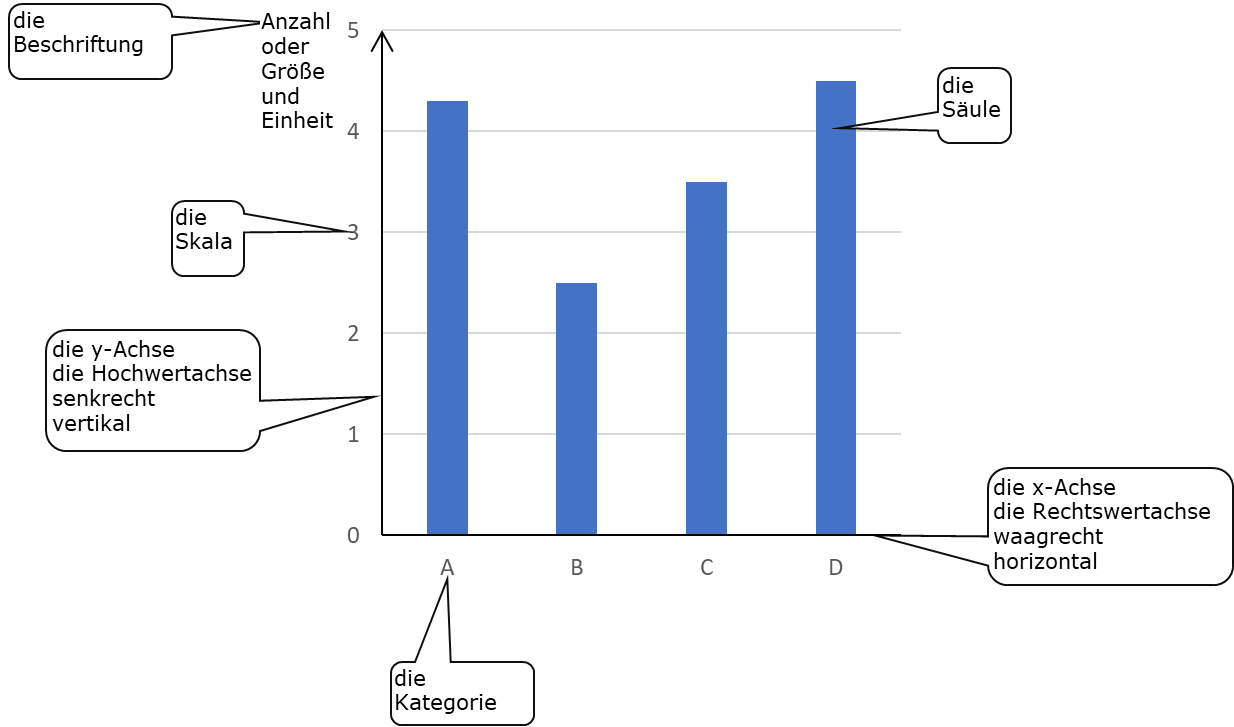 die
Beschriftung
Anzahl
oder
Größe
und
Einheit
5
4
3
2
1
0
die
Säule
die
Skala
die y-Achse
die Hochwertachse
senkrecht
vertikal
die x-Achse
die Rechtswertachse
waagrecht
horizontal
A B C D
die
Kategorie